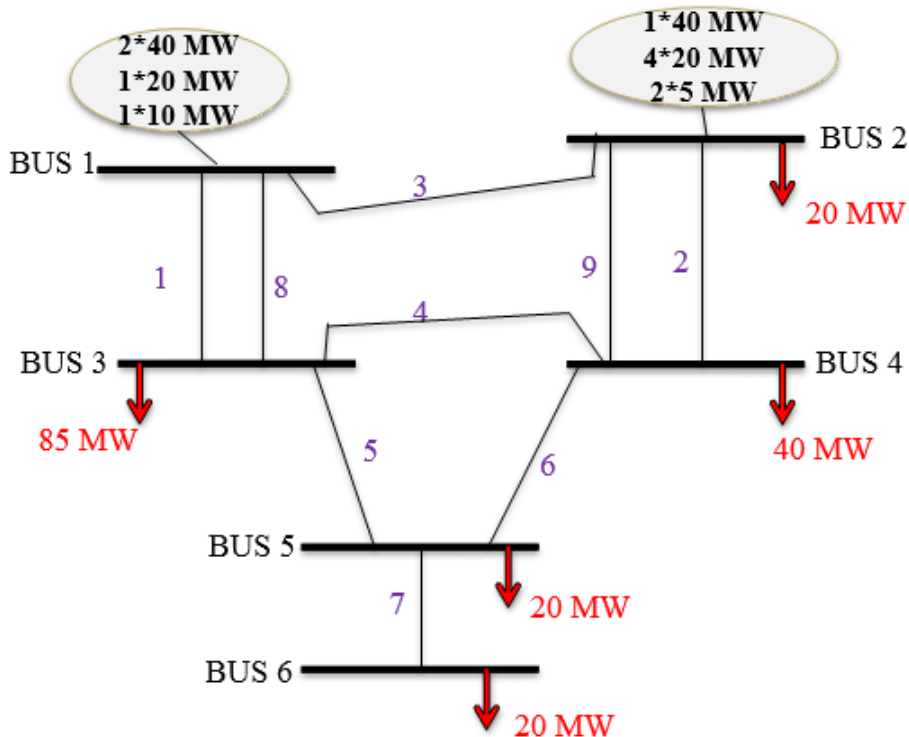 2*40 MW
1*20 MW
1*10 MW
1*40 MW
4*20 MW
2*5 MW
BUS 1
BUS 2
3
20 MW
1
8
9
2
4
BUS 3
BUS 4
85 MW
5
6
40 MW
BUS 5
7
20 MW
BUS 6
20 MW